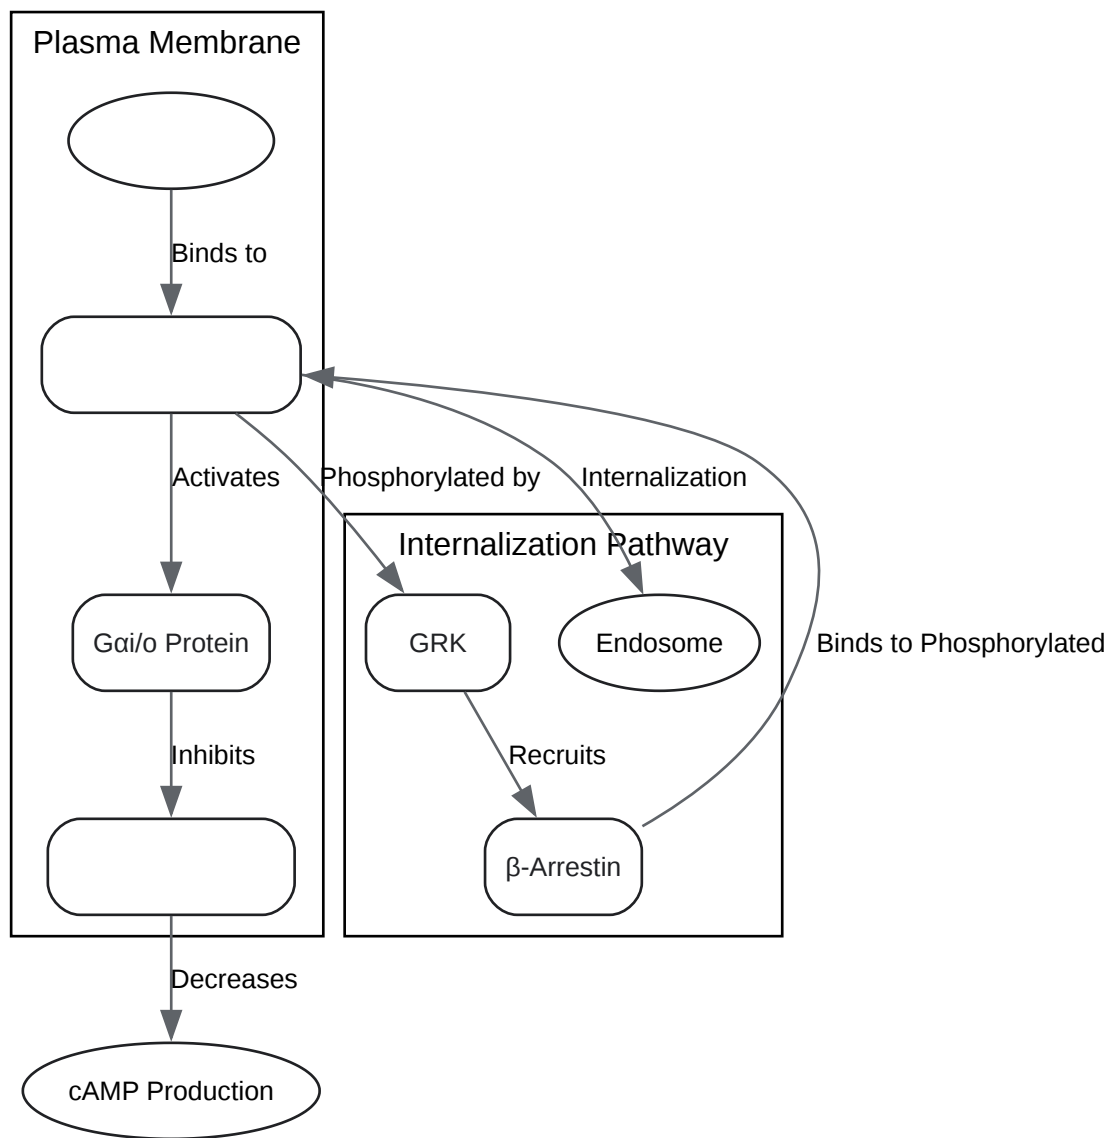 Plasma Membrane
Binds to
Activates
Phosphorylated by
Internalization
Internalization Pathway
Gαi/o Protein
GRK
Endosome
Binds to Phosphorylated
Inhibits
Recruits
β-Arrestin
Decreases
cAMP Production